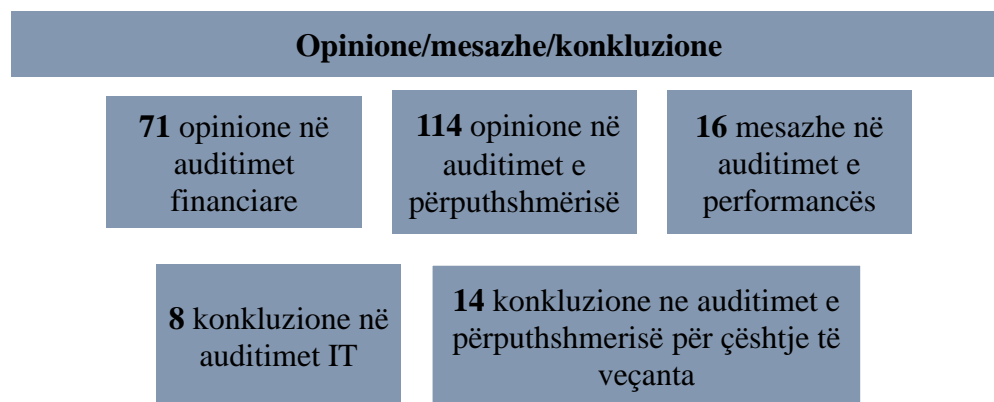 Opinione/mesazhe/konkluzione
71 opinione në
auditimet
financiare
114 opinione në
auditimet e
përputhshmërisë
16 mesazhe në
auditimet e
performancës
8 konkluzione në
auditimet IT
14 konkluzione ne auditimet e
përputhshmerisë për çështje të
veçanta